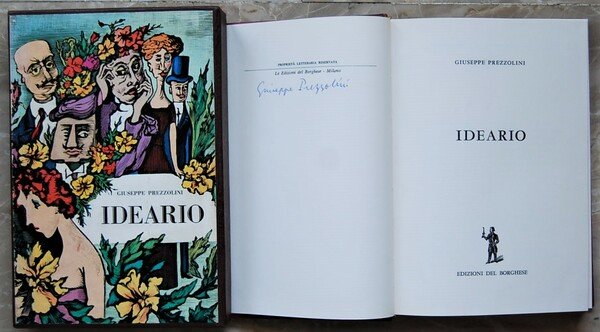 GIUSEPPE PREZZOLINI
IDEARIO
PROPRIETÀ LETTERARIA RISERVATA
Le Edizioni del Borghese - Milano
Giuseppe Prezzolini
GIUSEPPE PREZZOLINI
IDEARIO
EDIZIONI DEL BORGHESE